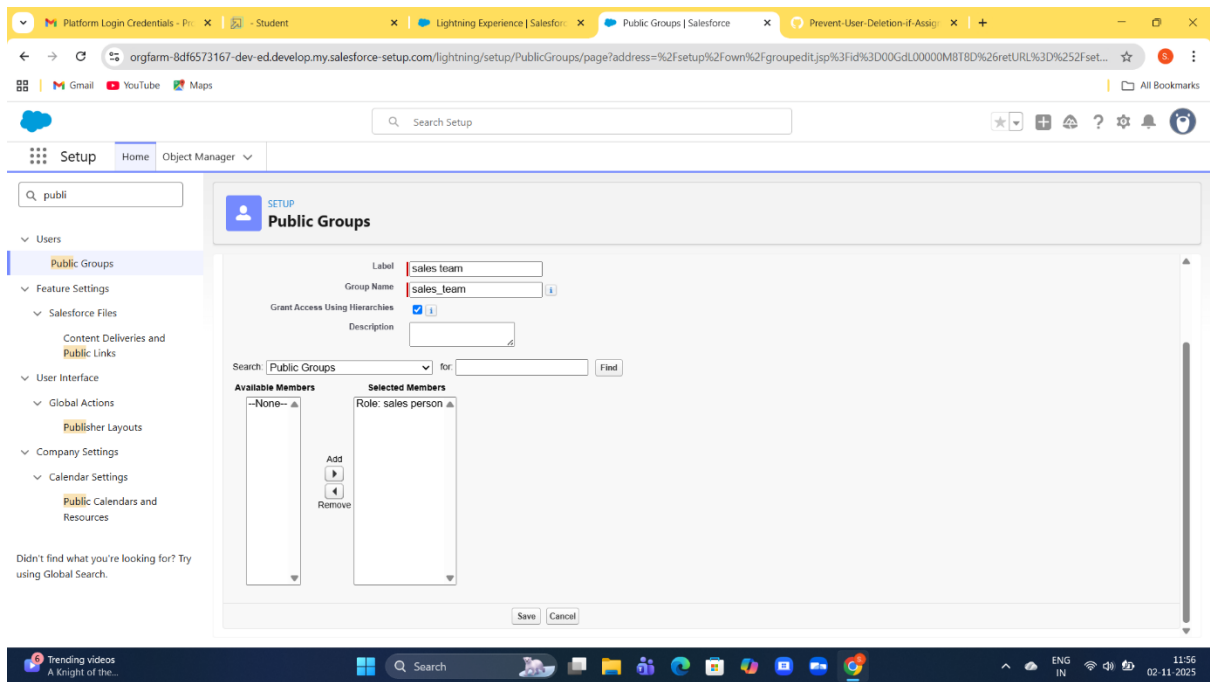 Platform Login Credentials - Pro
- Student
Lightning Experience | Salesforc
Public Groups | Salesforce
Prevent-User-Deletion-if-Assign
orgfarm-8df6573167-dev-ed.develop.my.salesforce-setup.com/lightning/setup/PublicGroups/page?address=%2Fsetup%2Fown%2Fgroupedit.jsp%3Fid%3D00GdL00000M8T8D%26retURL%3D%252Fset...
S
Gmail
YouTube
Maps
All Bookmarks
Search Setup
Setup
Home
Object Manager
publi
SETUP
Public Groups
Users
Public Groups
Feature Settings
Salesforce Files
Content Deliveries and
Public Links
User Interface
Global Actions
Publisher Layouts
Company Settings
Calendar Settings
Public Calendars and
Resources
Didn't find what you're looking for? Try
using Global Search.
Label sales team
Group Name sales_team
Grant Access Using Hierarchies
Description
Search: Public Groups for: Find
Available Members Selected Members
--None-- Role: sales person
Add
Remove
Save Cancel
6
Trending videos
A Knight of the...
Search
ENG
IN
11:56
02-11-2025